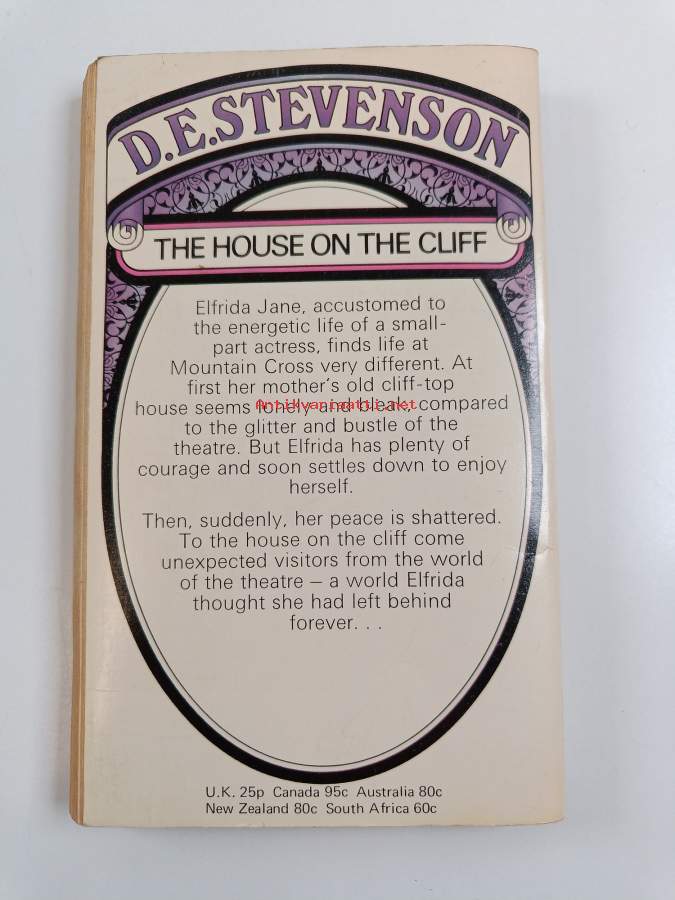 D.E.STEVENSON
THE HOUSE ON THE CLIFF
Elfrida Jane, accustomed to
the energetic life of a small-
part actress, finds life at
Mountain Cross very different. At
first her mother's old cliff-top
house seems lonely and bleak, compared
Antikvariaatti.net
to the glitter and bustle of the
theatre. But Elfrida has plenty of
courage and soon settles down to enjoy
herself.
Then, suddenly, her peace is shattered.
To the house on the cliff come
unexpected visitors from the world
of the theatre – a world Elfrida
thought she had left behind
forever. . .
U.K. 25p Canada 95c Australia 80c
New Zealand 80c South Africa 60c